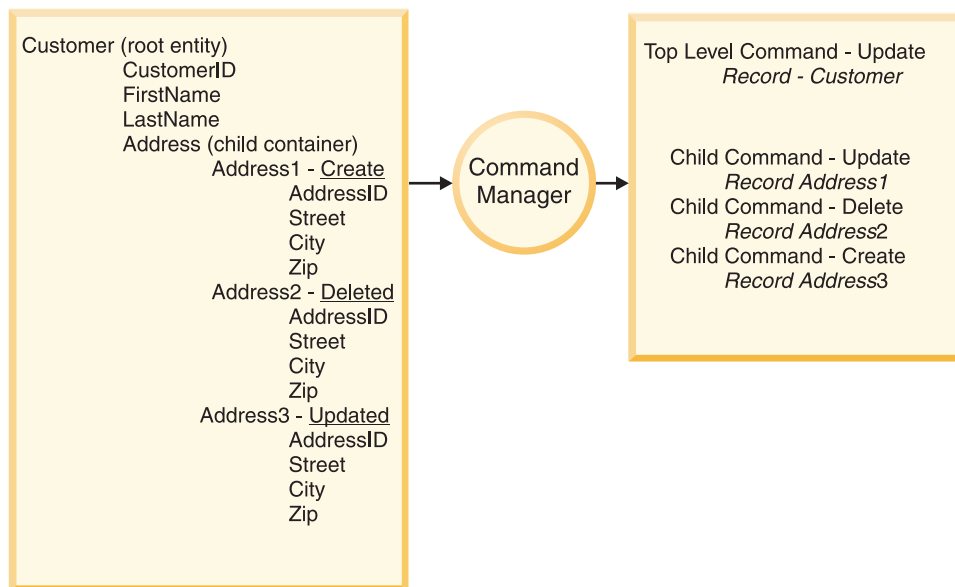 Customer (root entity)
CustomerID
FirstName
LastName
Address (child container)
Address1 - Create
AddressID
Street
City
Zip
Address2 - Deleted
AddressID
Street
City
Zip
Address3 - Updated
AddressID
Street
City
Zip
Command
Manager
Top Level Command - Update
Record - Customer
Child Command - Update
Record Address1
Child Command - Delete
Record Address2
Child Command - Create
Record Address3